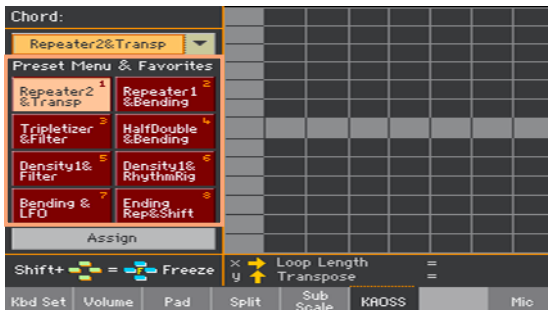 Chord:
Repeater2&Transp
Preset Menu & Favorites
Repeater2 1
&Transp
Repeater1 2
&Bending
Tripletizer 3
&Filter
HalfDouble 4
&Bending
Density1& 5
Filter
Density1& 6
RhythmRig
Bending & 7
LFO
Ending 8
Rep&Shift
Assign
Shift+ = F Freeze
X Loop Length =
y Transpose =
Kbd Set Volume Pad Split Sub Scale KAOSS Mic